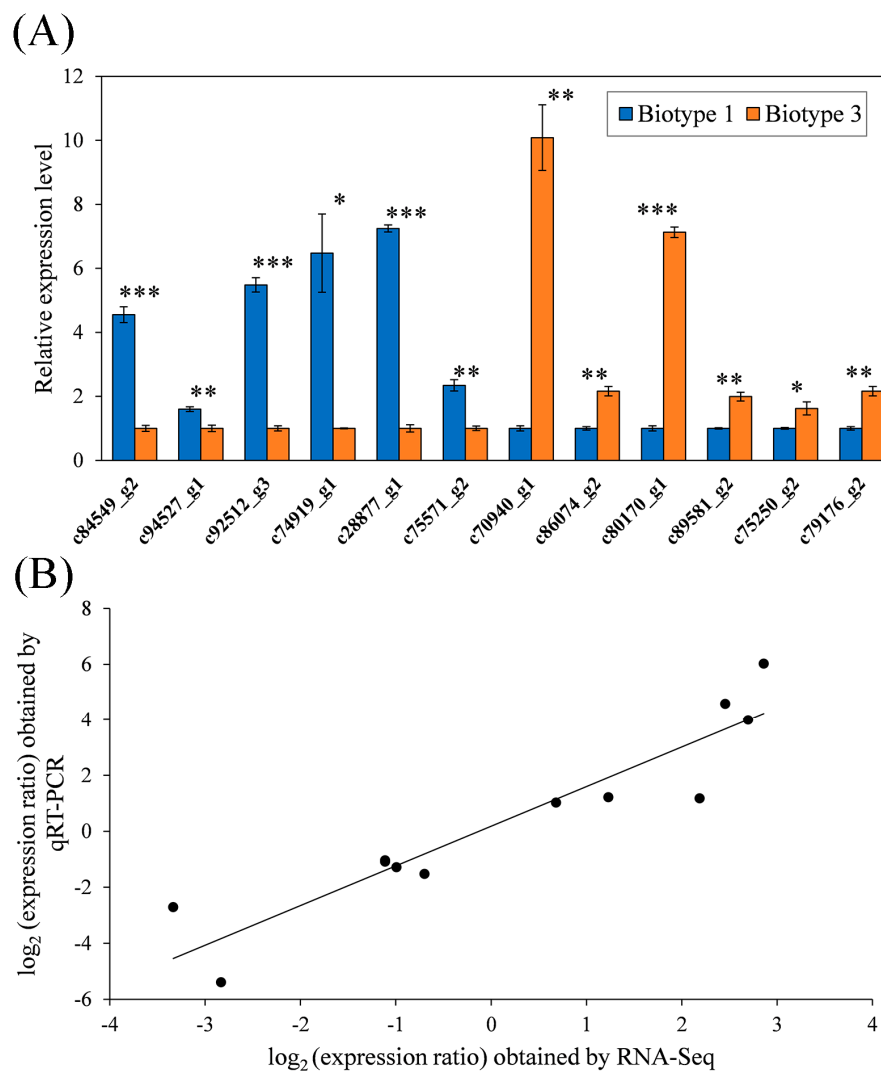 (A)
12
10
8
6
4
2
0
Relative expression level
Biotype 1 Biotype 3
***
**
***
*
***
**
**
**
***
**
*
**
c84549_g2
c94527_g1
c92512_g3
c74919_g1
c28877_g1
c75571_g2
c70940_g1
c86074_g2
c80170_g1
c89581_g2
c75250_g2
c79176_g2
(B)
8
6
4
2
0
-2
-4
-6
log₂ (expression ratio) obtained by
qRT-PCR
-4 -3 -2 -1 0 1 2 3 4
log₂ (expression ratio) obtained by RNA-Seq